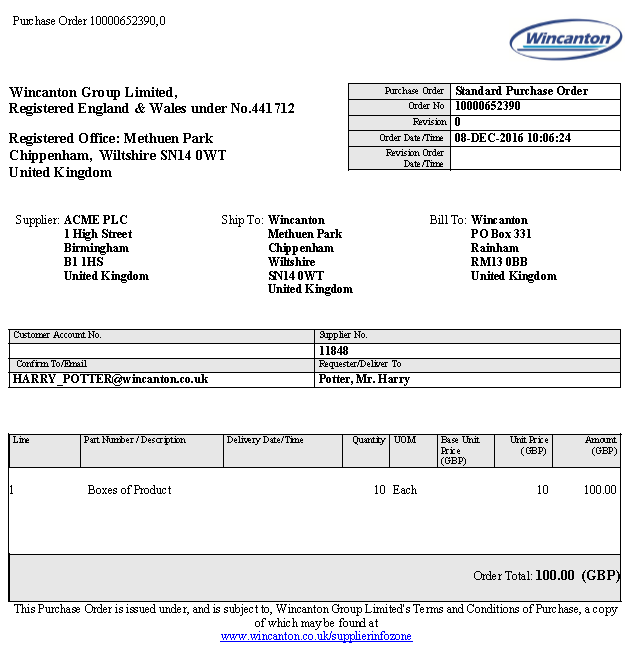 Purchase Order 10000652390,0
Wincanton
Wincanton Group Limited,
Registered England & Wales under No.441712
Registered Office: Methuen Park
Chippenham, Wiltshire SN14 0WT
United Kingdom
Purchase Order Standard Purchase Order
Order No 10000652390
Revision 0
Order Date/Time 08-DEC-2016 10:06:24
Revision Order
Date/Time
Supplier: ACME PLC
1 High Street
Birmingham
B1 1HS
United Kingdom
Ship To: Wincanton
Methuen Park
Chippenham
Wiltshire
SN14 0WT
United Kingdom
Bill To: Wincanton
PO Box 331
Rainham
RM13 0BB
United Kingdom
Customer Account No. Supplier No.
11848
Confirm To/Email Requester/Deliver To
HARRY_POTTER@wincanton.co.uk Potter, Mr. Harry
Line Part Number / Description Delivery Date/Time Quantity UOM Base Unit Price (GBP) Unit Price (GBP) Amount (GBP)
1 Boxes of Product 10 Each 10 100.00
Order Total: 100.00 (GBP)
This Purchase Order is issued under, and is subject to, Wincanton Group Limited's Terms and Conditions of Purchase, a copy
of which may be found at
www.wincanton.co.uk/supplierinfozone